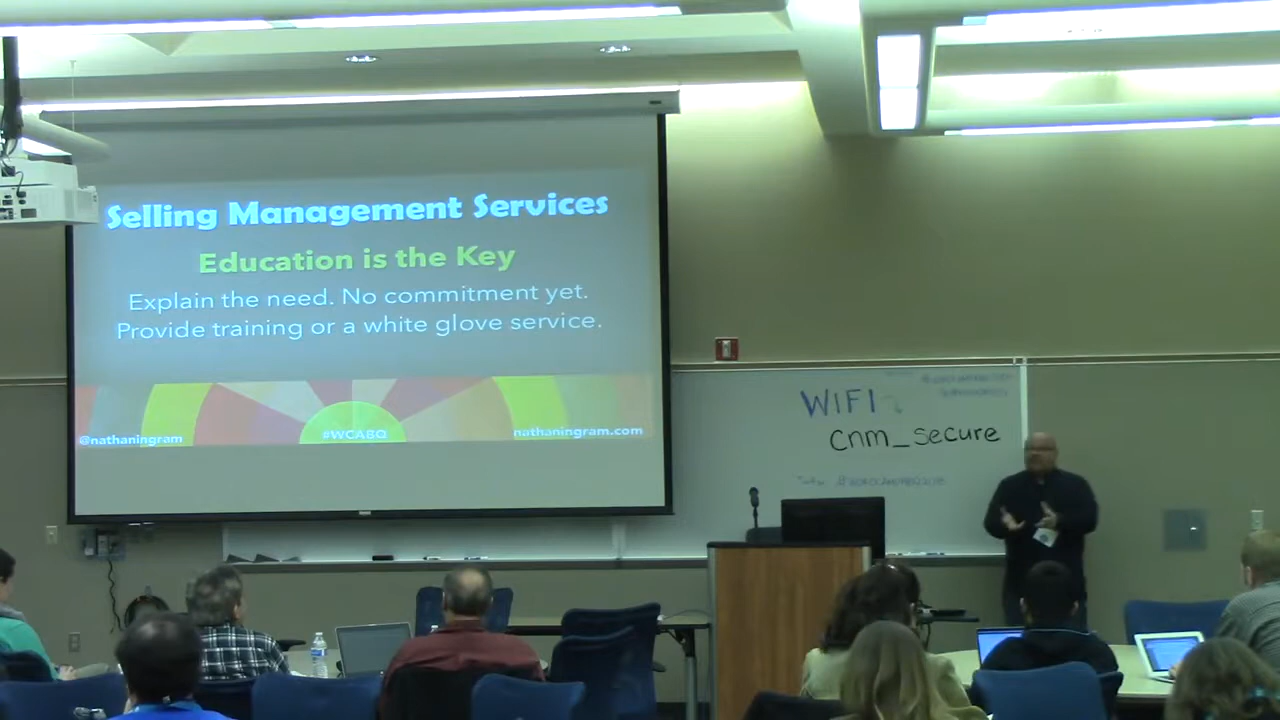 Selling Management Services
Education is the Key
Explain the need. No commitment yet.
Provide training or a white glove service.
@nathaningram
#WCABQ
nathaningram.com
WIFI
cnm_secure